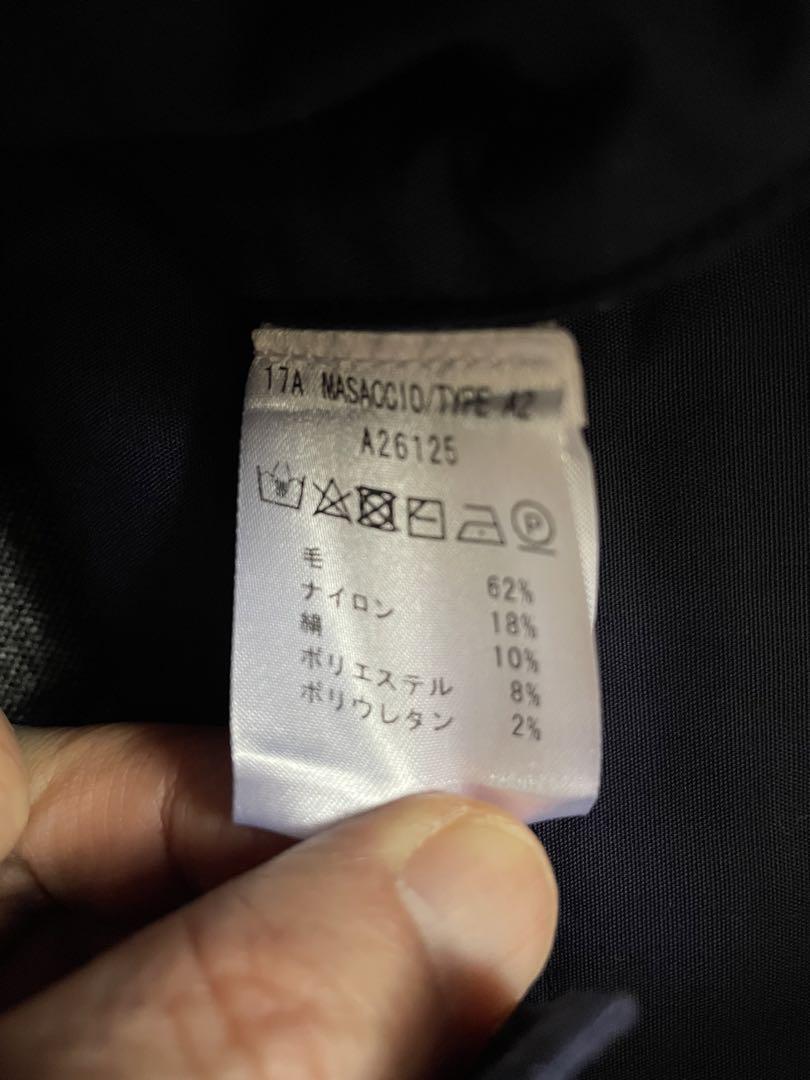 17A MASACCIO/TYPE A2
A26125
P
毛 62%
ナイロン 18%
絹 10%
ポリエステル 8%
ポリウレタン 2%